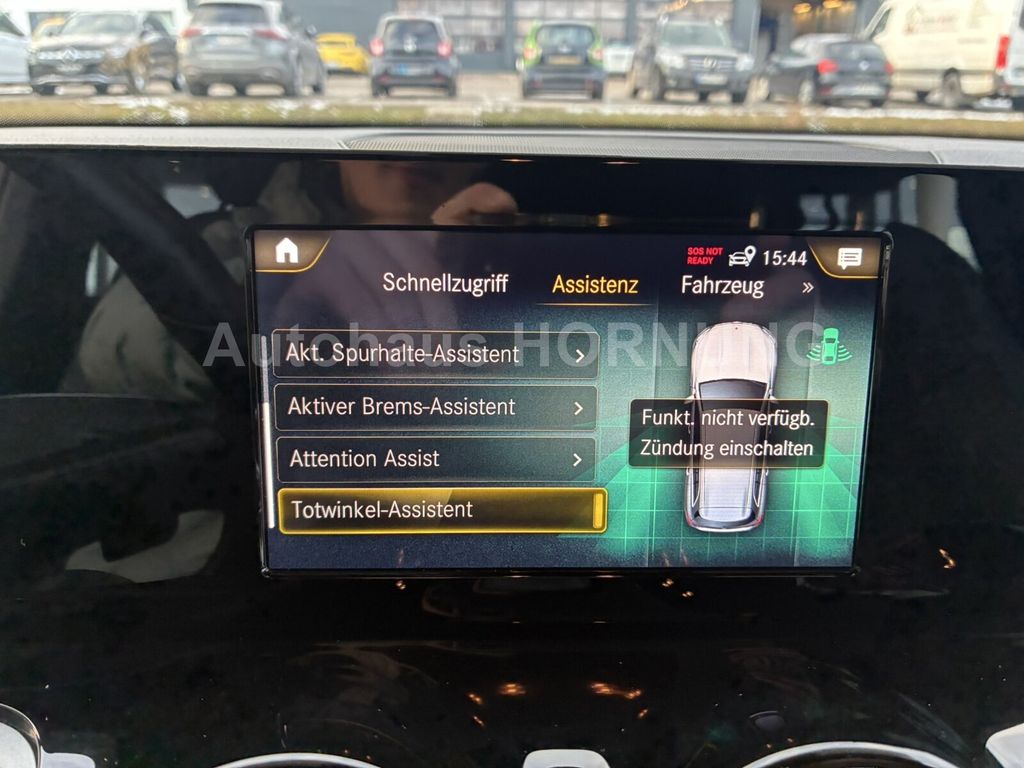 SOS NOT
READY
15:44
Schnellzugriff
Assistenz
Fahrzeug
»
Autohaus HORNUNG
Akt. Spurhalte-Assistent
Aktiver Brems-Assistent
Attention Assist
Totwinkel-Assistent
Funkt. nicht verfügb.
Zündung einschalten